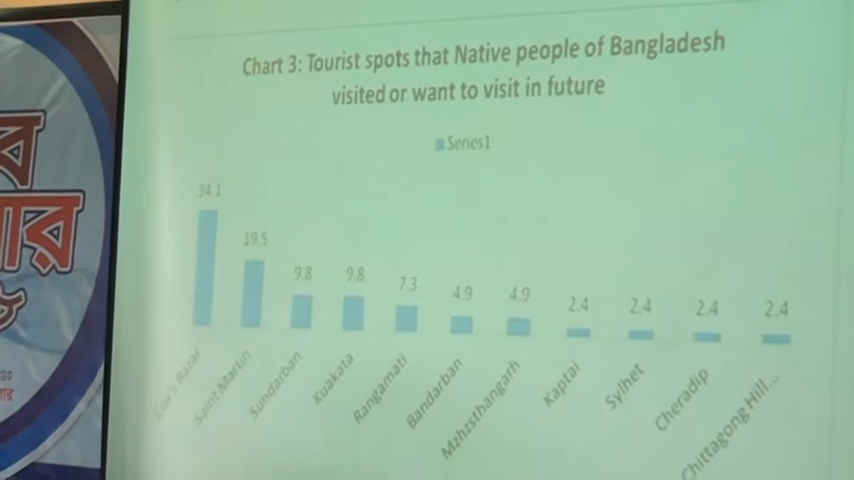 Chart 3: Tourist spots that Native people of Bangladesh
visited or want to visit in future
Series1
34.1
19.5
9.8
9.8
7.3
4.9
4.9
2.4
2.4
2.4
2.4
Cox's Bazar
Saint Martin
Sundarban
Kuakata
Rangamati
Bandarban
Mzhzsthangarh
Kaptai
Sylhet
Cheradip
Chittagong Hill...